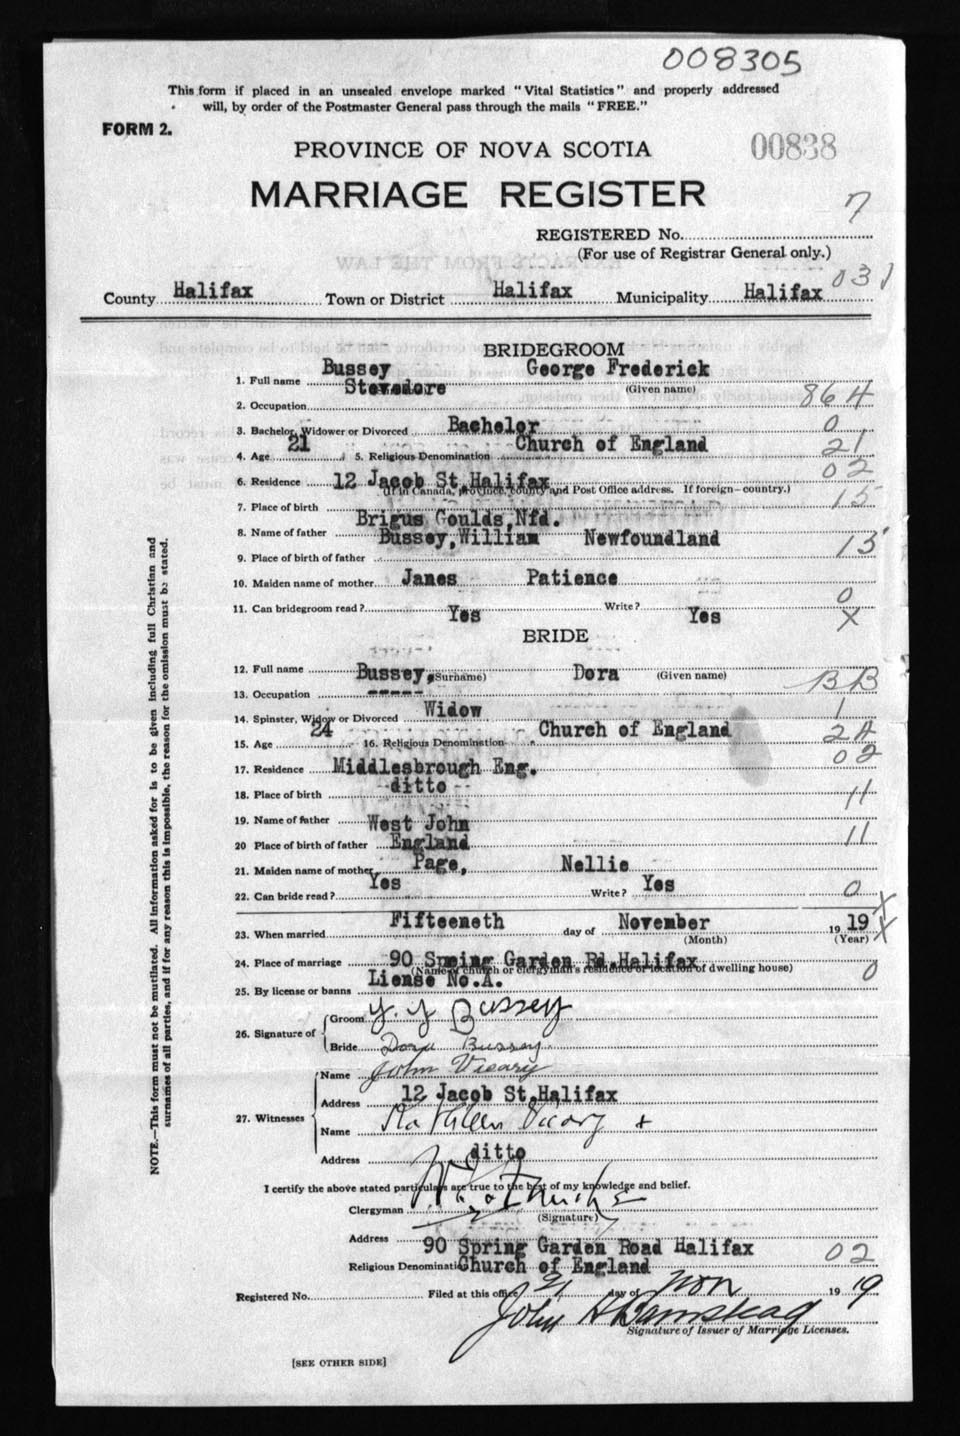 008305
This form if placed in an unsealed envelope marked "Vital Statistics" and properly addressed
will, by order of the Postmaster General pass through the mails "FREE."
FORM 2.
PROVINCE OF NOVA SCOTIA
00838
MARRIAGE REGISTER
7
REGISTERED No.
(For use of Registrar General only.)
031
County Halifax Town or District Halifax Municipality Halifax
BRIDEGROOM
1. Full name Bussey George Frederick
(Given name)
2. Occupation Stevedore 864
3. Bachelor, Widower or Divorced Bachelor 0
4. Age 21 5. Religious Denomination Church of England 21
6. Residence 12 Jacob St Halifax 02
(If in Canada, province, county and Post Office address. If foreign—country.)
7. Place of birth Brigus Goulds, Nfd. 15
8. Name of father Bussey, William
9. Place of birth of father Newfoundland 15
10. Maiden name of mother Janes Patience
0
11. Can bridegroom read? Yes Write? Yes X
BRIDE
12. Full name Bussey, (Surname) Dora (Given name)
BB
13. Occupation -----
14. Spinster, Widow or Divorced Widow 1
15. Age 24 16. Religious Denomination Church of England 24
17. Residence Middlesbrough Eng. 02
18. Place of birth --ditto-- 11
19. Name of father West John
20 Place of birth of father England 11
21. Maiden name of mother Page, Nellie
22. Can bride read? Yes Write? Yes 0
X
23. When married Fifteeneth day of November 19 19 X
(Month) (Year)
24. Place of marriage 90 Spring Garden Rd. Halifax 0
(Name of church or clergyman's residence or location of dwelling house)
25. By license or banns Liense No. A.
26. Signature of
Groom Bussey
Bride Dora Bussey
27. Witnesses
Name John Vicary
Address 12 Jacob St. Halifax
Name Kathleen Vicary +
Address ditto
I certify the above stated particulars are true to the best of my knowledge and belief.
Clergyman
(Signature)
Address 90 Spring Garden Road Halifax
02
Religious Denomination Church of England
Registered No. Filed at this office 21 day of Nov 19 19
John H Barnstead
Signature of Issuer of Marriage Licenses.
[SEE OTHER SIDE]
NOTE.—This form must not be mutilated. All information asked for is to be given including full Christian and
surnames of all parties, and if for any reason this is impossible, the reason for the omission must be stated.